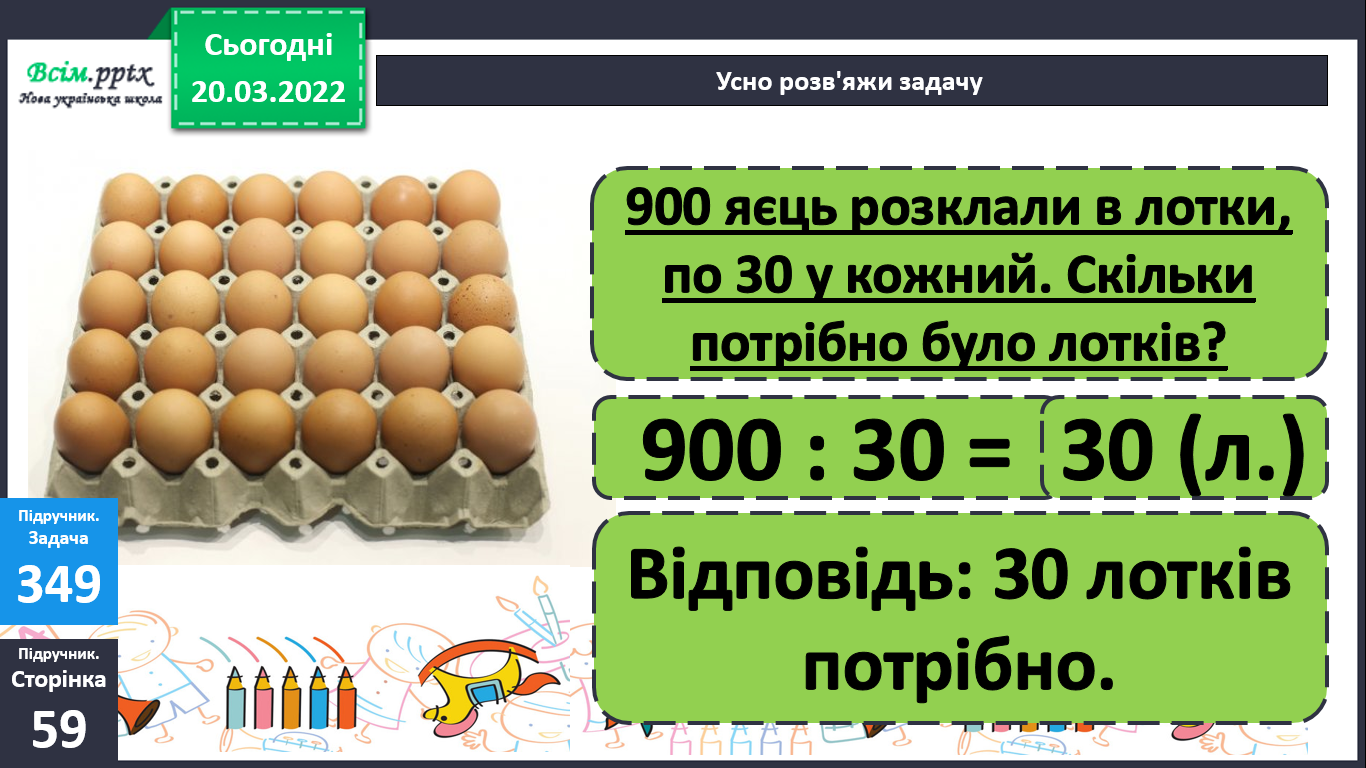 Всім.pptx
Нова українська школа
Сьогодні
20.03.2022
Усно розв'яжи задачу
900 яєць розклали в лотки,
по 30 у кожний. Скільки
потрібно було лотків?
900 : 30 = 30 (л.)
Відповідь: 30 лотків
потрібно.
Підручник.
Задача
349
Підручник.
Сторінка
59